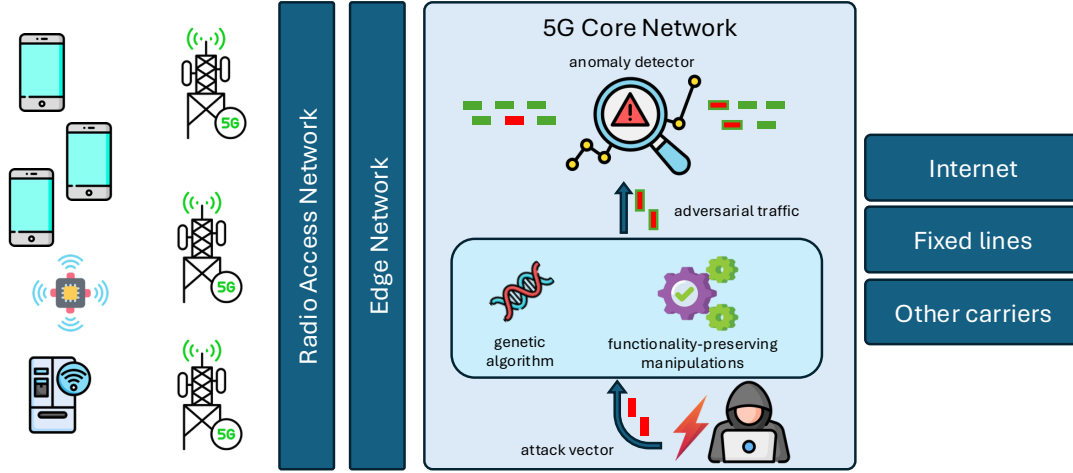 5G Core Network
anomaly detector
5G
Radio Access Network
Edge Network
Internet
adversarial traffic
Fixed lines
5G
Other carriers
genetic
algorithm
functionality-preserving
manipulations
5G
attack vector